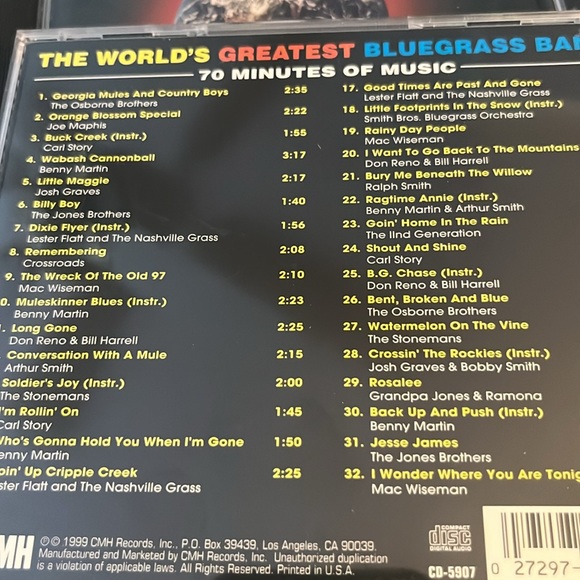 THE WORLD'S GREATEST BLUEGRASS
70 MINUTES OF MUSIC
1. Georgia Mules And Country Boys 2:35
The Osborne Brothers
2. Orange Blossom Special 2:22
Joe Maphis
3. Buck Creek (Instr.) 1:55
Carl Story
4. Wabash Cannonball 3:17
Benny Martin
5. Little Maggie 2:17
Josh Graves
6. Billy Boy 1:40
The Jones Brothers
7. Dixie Flyer (Instr.) 1:56
Lester Flatt and The Nashville Grass
8. Remembering 2:08
Crossroads
9. The Wreck Of The Old 97 2:10
Mac Wiseman
0. Muleskinner Blues (Instr.) 2:23
Benny Martin
Long Gone 2:25
Don Reno & Bill Harrell
Conversation With A Mule 2:15
Arthur Smith
Soldier's Joy (Instr.) 2:00
The Stonemans
I'm Rollin' On 1:45
Carl Story
Who's Gonna Hold You When I'm Gone 1:50
enny Martin
oin' Up Cripple Creek 2:25
ster Flatt and The Nashville Grass
17. Good Times Are Past And Gone
Lester Flatt and The Nashville Grass
18. Little Footprints In The Snow (Instr.)
Smith Bros. Bluegrass Orchestra
19. Rainy Day People
Mac Wiseman
20. I Want To Go Back To The Mountains
Don Reno & Bill Harrell
21. Bury Me Beneath The Willow
Ralph Smith
22. Ragtime Annie (Instr.)
Benny Martin & Arthur Smith
23. Goin' Home In The Rain
The IInd Generation
24. Shout And Shine
Carl Story
25. B.G. Chase (Instr.)
Don Reno & Bill Harrell
26. Bent, Broken And Blue
The Osborne Brothers
27. Watermelon On The Vine
The Stonemans
28. Crossin' The Rockies (Instr.)
Josh Graves & Bobby Smith
29. Rosalee
Grandpa Jones & Ramona
30. Back Up And Push (Instr.)
Benny Martin
31. Jesse James
The Jones Brothers
32. I Wonder Where You Are Tonig
Mac Wiseman
MH
℗© 1999 CMH Records, Inc., P.O. Box 39439, Los Angeles, CA 90039.
Manufactured and Marketed by CMH Records, Inc. Unauthorized duplication
is a violation of applicable laws. All Rights Reserved. Printed in U.S.A.
COMPACT
disc
DIGITAL AUDIO
CD-5907
0 27297-